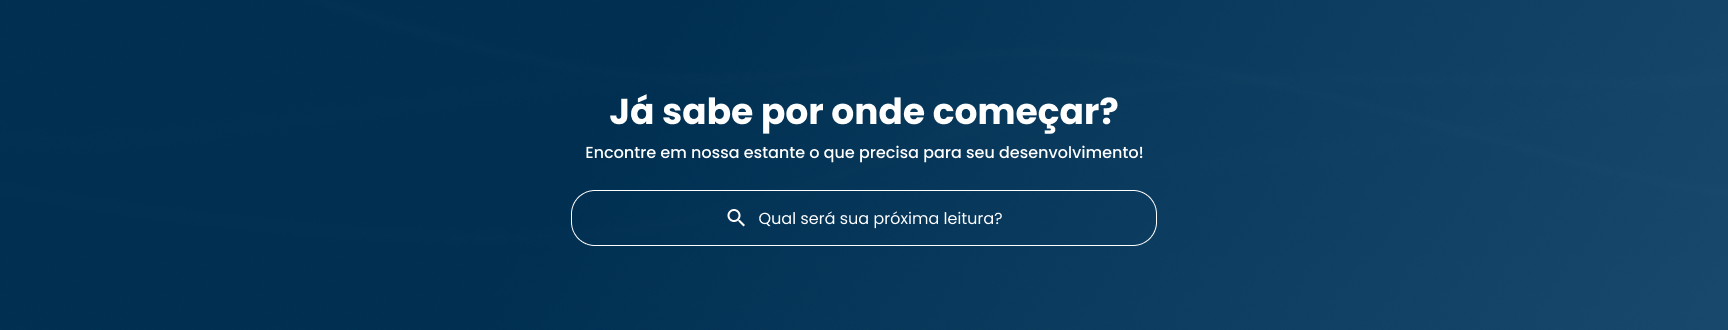 Já sabe por onde começar?
Encontre em nossa estante o que precisa para seu desenvolvimento!
Qual será sua próxima leitura?